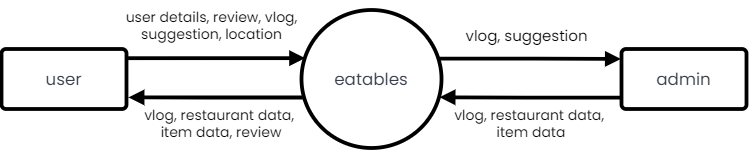 user details, review, vlog,
suggestion, location
vlog, suggestion
user
eatables
admin
vlog, restaurant data,
item data, review
vlog, restaurant data,
item data